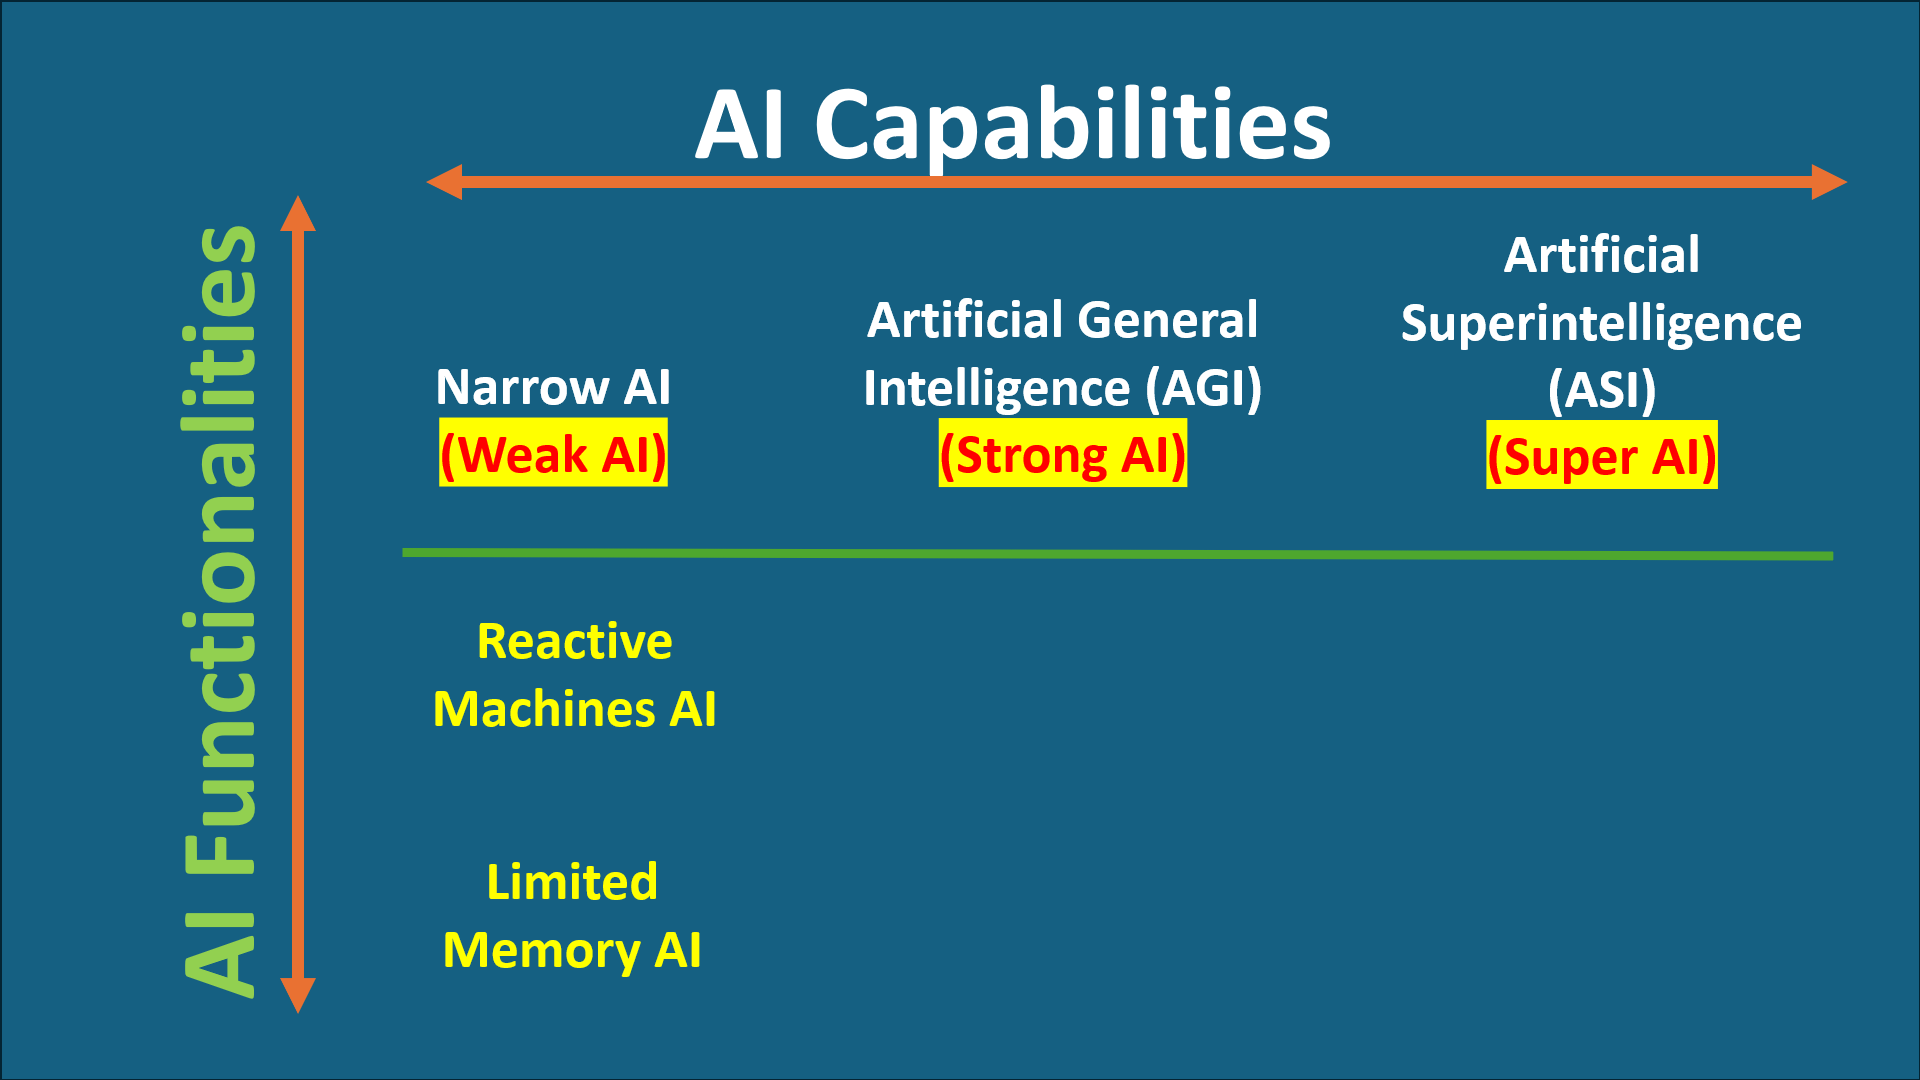 AI Capabilities
AI Functionalities
Narrow AI
(Weak AI)
Artificial General
Intelligence (AGI)
(Strong AI)
Artificial
Superintelligence
(ASI)
(Super AI)
Reactive
Machines AI
Limited
Memory AI